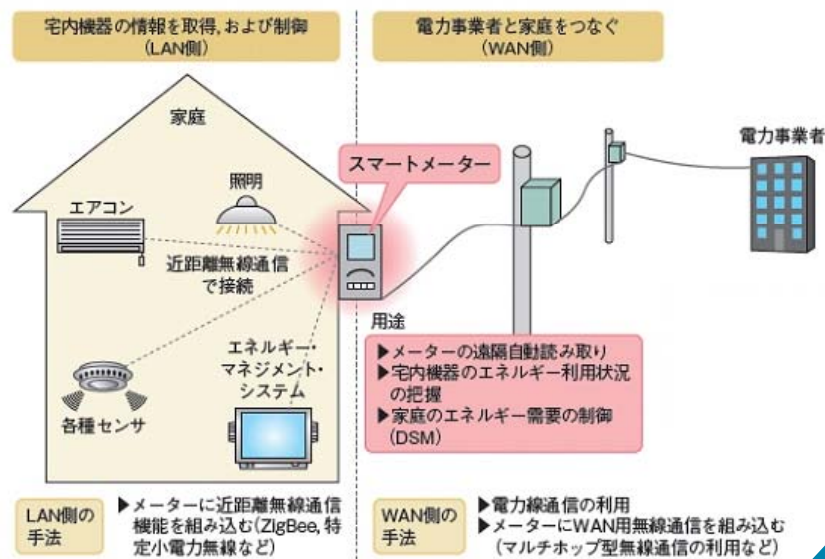 宅内機器の情報を取得,および制御
(LAN側)
電力事業者と家庭をつなぐ
(WAN側)
家庭
スマートメーター
電力事業者
照明
エアコン
近距離無線通信
で接続
用途
▶メーターの遠隔自動読み取り
▶宅内機器のエネルギー利用状況
の把握
▶家庭のエネルギー需要の制御
(DSM)
エネルギー・
マネジメント・
システム
各種センサ
LAN側の
手法
▶メーターに近距離無線通信
機能を組み込む(ZigBee, 特
定小電力無線など)
WAN側の
手法
▶電力線通信の利用
▶メーターにWAN用無線通信を組み込む
(マルチホップ型無線通信の利用など)